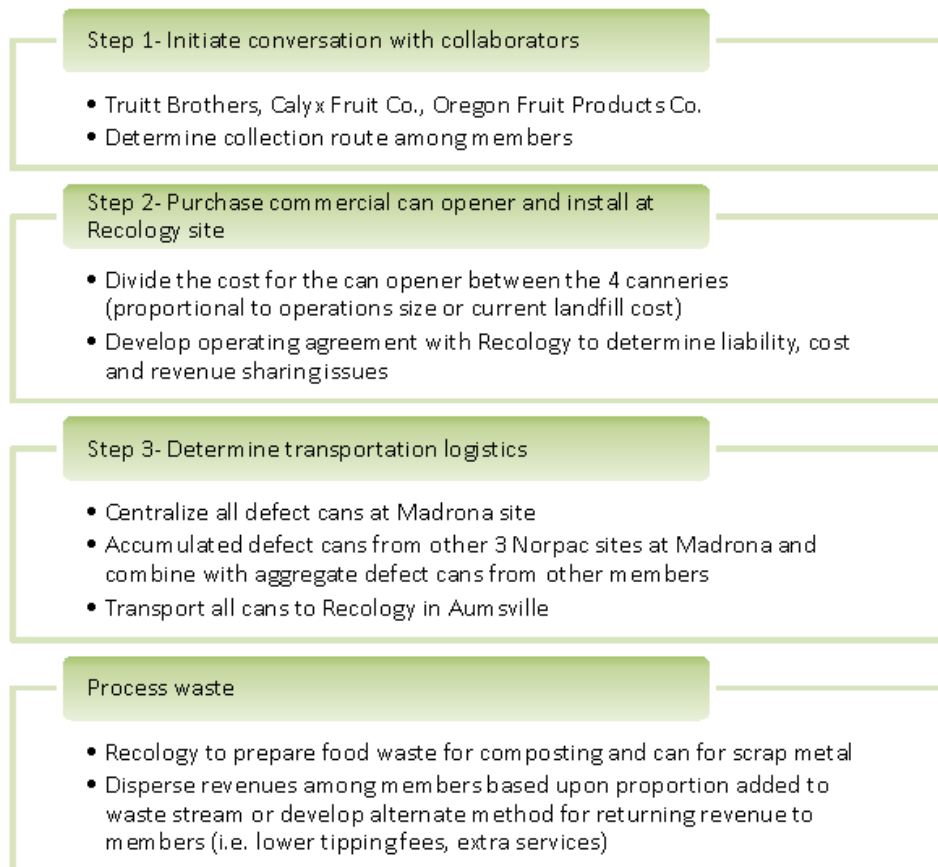 Step 1- Initiate conversation with collaborators
• Truitt Brothers, Calyx Fruit Co., Oregon Fruit Products Co.
• Determine collection route among members
Step 2- Purchase commercial can opener and install at
Recology site
• Divide the cost for the can opener between the 4 canneries
(proportional to operations size or current landfill cost)
• Develop operating agreement with Recology to determine liability, cost
and revenue sharing issues
Step 3- Determine transportation logistics
• Centralize all defect cans at Madrona site
• Accumulated defect cans from other 3 Norpac sites at Madrona and
combine with aggregate defect cans from other members
• Transport all cans to Recology in Aumsville
Process waste
• Recology to prepare food waste for composting and can for scrap metal
• Disperse revenues among members based upon proportion added to
waste stream or develop alternate method for returning revenue to
members (i.e. lower tipping fees, extra services)